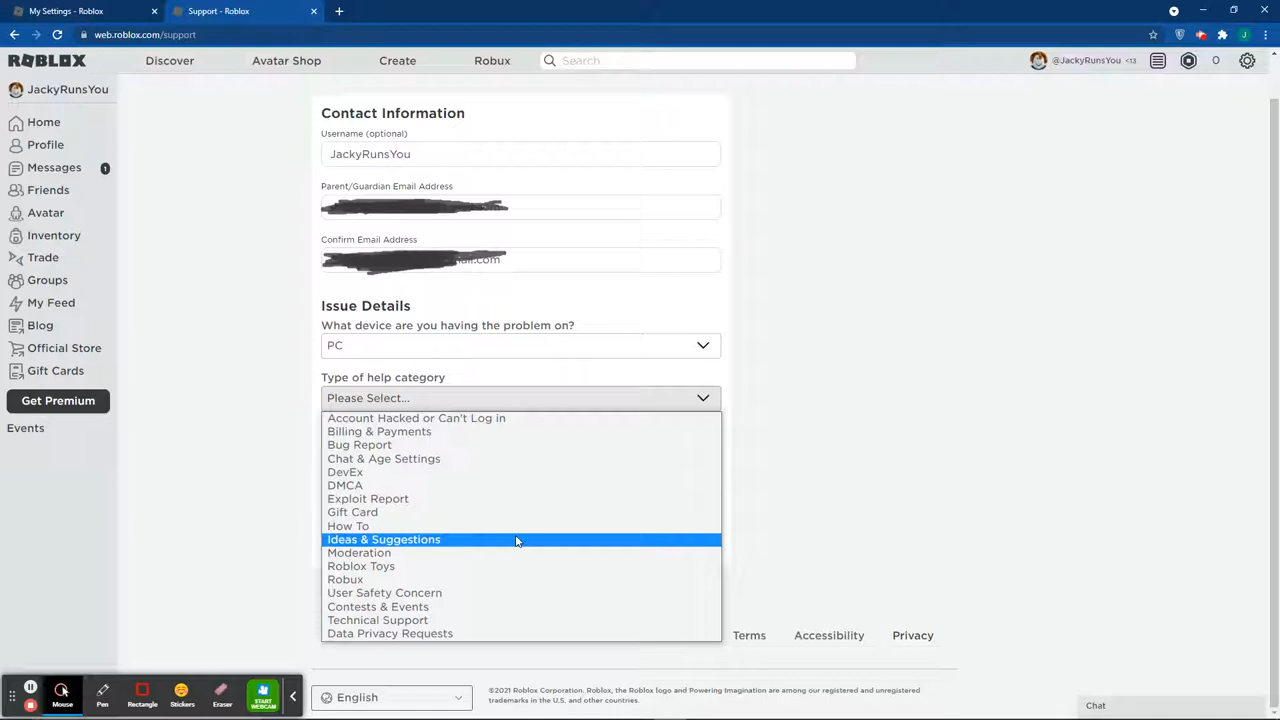 My Settings - Roblox
Support - Roblox
web.roblox.com/support
J
ROBLOX
Discover
Avatar Shop
Create
Robux
Search
@JackyRunsYou <13
0
JackyRunsYou
Home
Profile
Messages 1
Friends
Avatar
Inventory
Trade
Groups
My Feed
Blog
Official Store
Gift Cards
Get Premium
Events
Contact Information
Username (optional)
JackyRunsYou
Parent/Guardian Email Address
Confirm Email Address
Issue Details
What device are you having the problem on?
PC
Type of help category
Please Select...
Account Hacked or Can't Log in
Billing & Payments
Bug Report
Chat & Age Settings
DevEx
DMCA
Exploit Report
Gift Card
How To
Ideas & Suggestions
Moderation
Roblox Toys
Robux
User Safety Concern
Contests & Events
Technical Support
Data Privacy Requests
Terms
Accessibility
Privacy
English
©2021 Roblox Corporation. Roblox, the Roblox logo and Powering Imagination are among our registered and unregistered
trademarks in the U.S. and other countries.
Chat
Mouse
Pen
Rectangle
Stickers
Eraser
START
WEBCAM